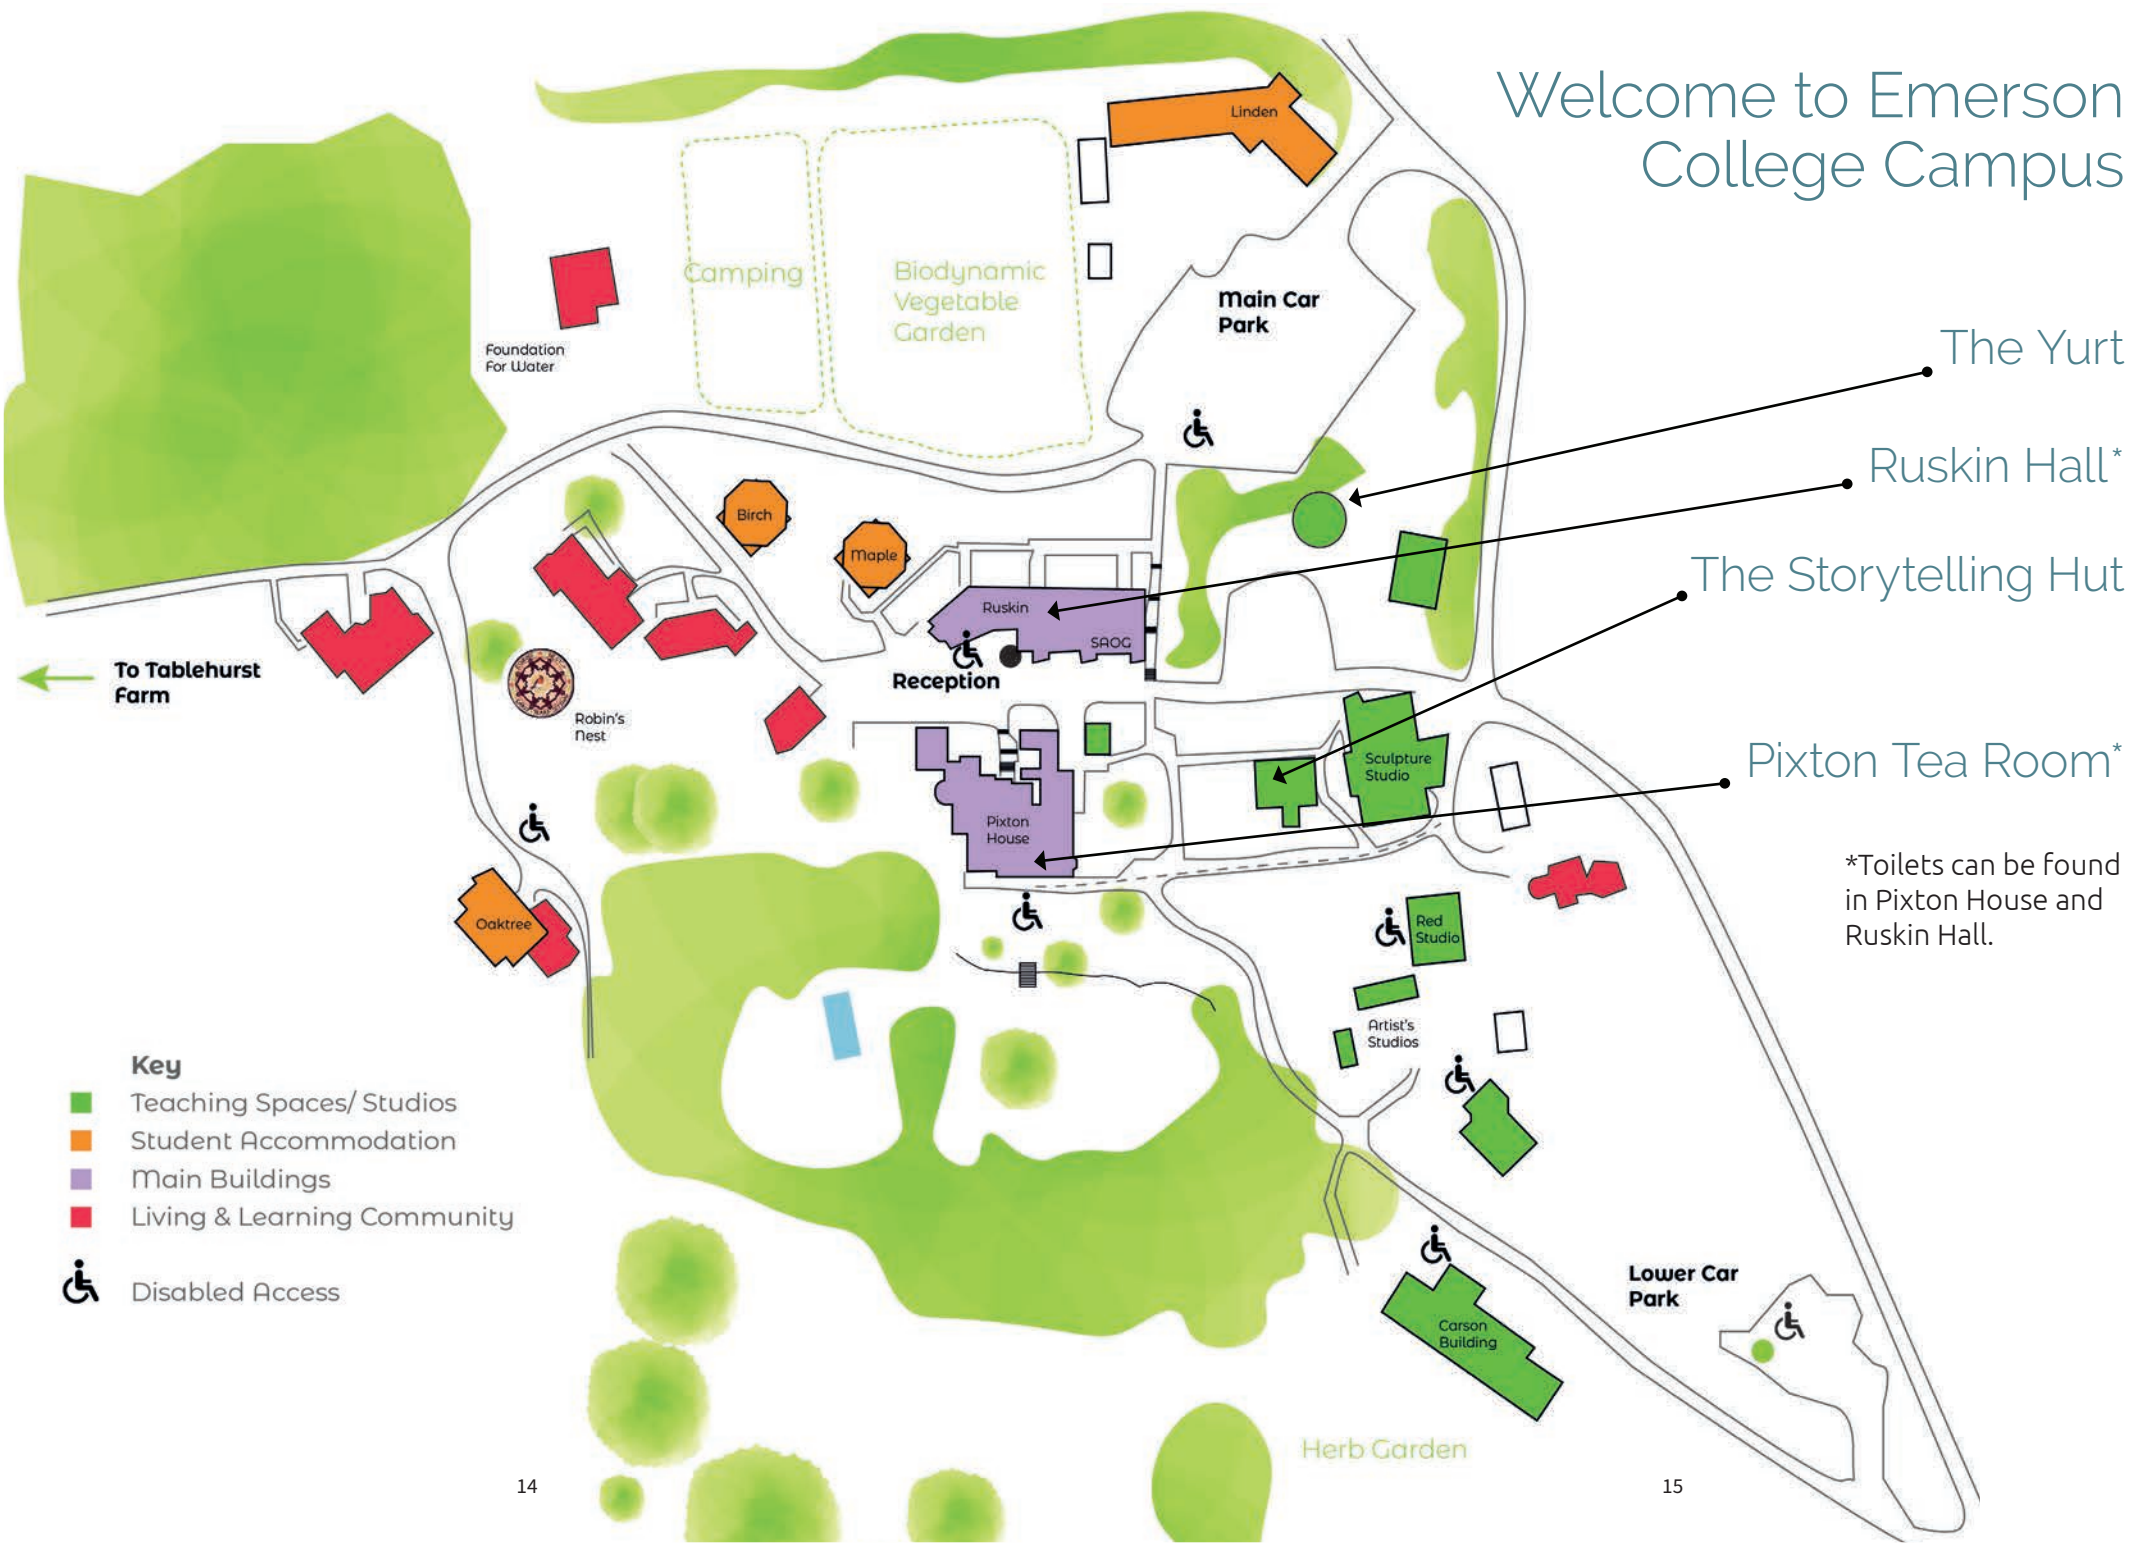 Welcome to Emerson
College Campus
Linden
Camping
Biodynamic
Vegetable
Garden
Main Car
Park
The Yurt
Foundation
For Water
Ruskin Hall*
Birch
Maple
The Storytelling Hut
Ruskin
SAOG
Reception
To Tablehurst
Farm
Robin's
Nest
Pixton Tea Room*
Sculpture
Studio
Pixton
House
*Toilets can be found
in Pixton House and
Ruskin Hall.
Oaktree
Red
Studio
Artist's
Studios
Key
Teaching Spaces/ Studios
Student Accommodation
Main Buildings
Living & Learning Community
Disabled Access
Lower Car
Park
Carson
Building
Herb Garden
14
15